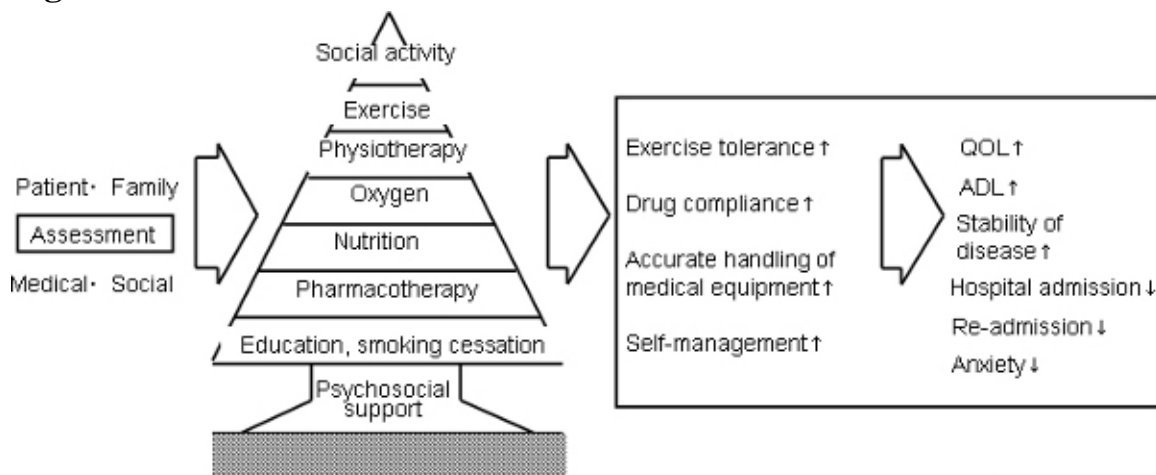 Patient・ Family
Assessment
Medical・ Social
Social activity
Exercise
Physiotherapy
Oxygen
Nutrition
Pharmacotherapy
Education, smoking cessation
Psychosocial
support
Exercise tolerance↑
Drug compliance↑
Accurate handling of
medical equipment↑
Self-management↑
QOL↑
ADL↑
Stability of
disease↑
Hospital admission↓
Re-admission↓
Anxiety↓